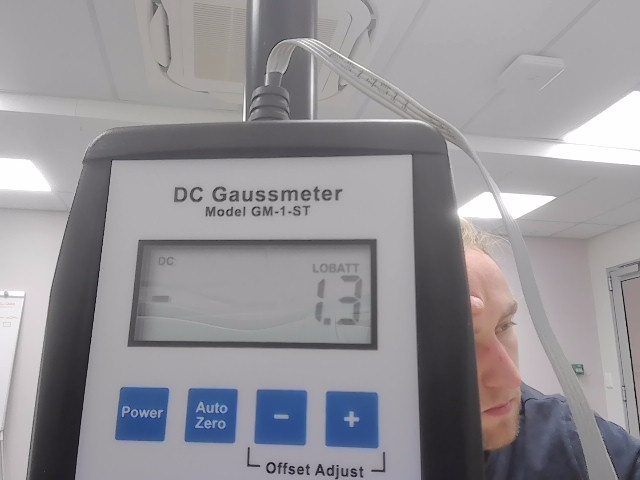 DC Gaussmeter
Model GM-1-ST
DC
LOBATT
- 1.3
Power
Auto
Zero
-
+
Offset Adjust